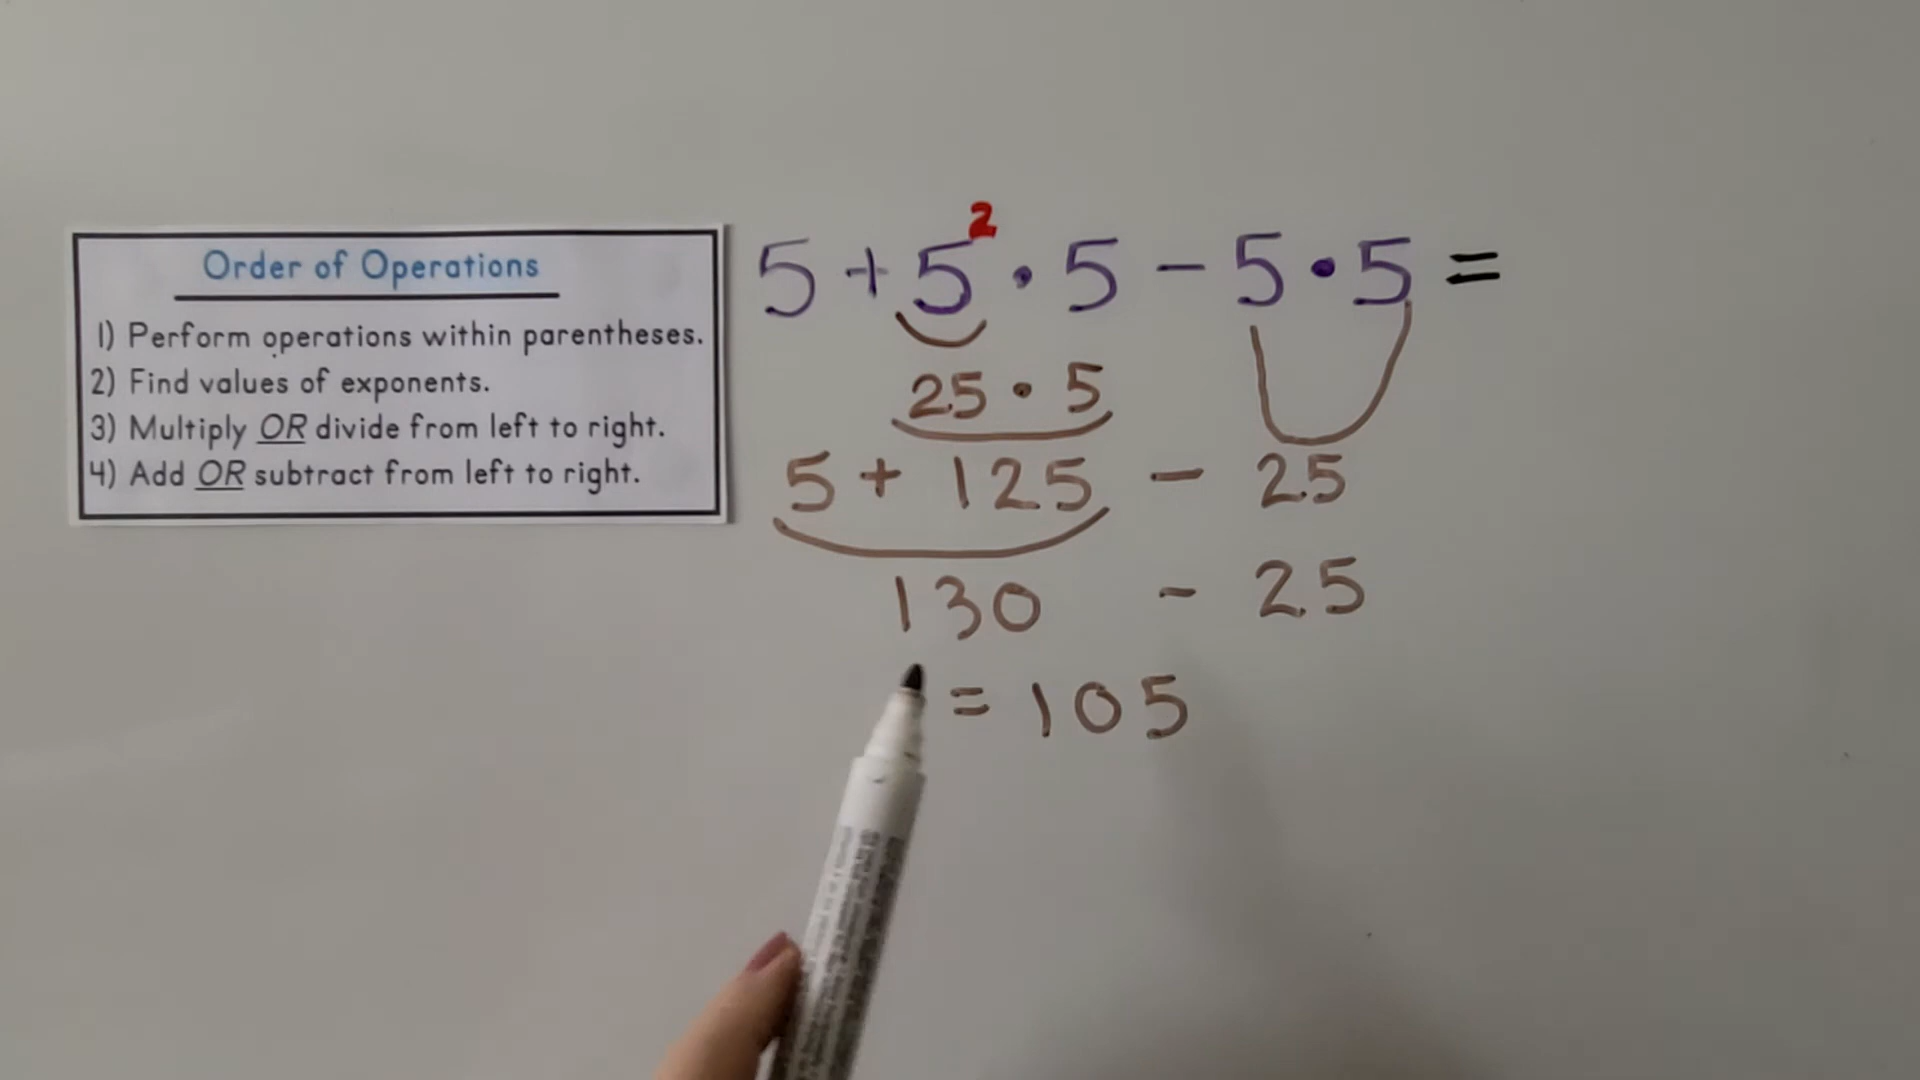 Order of Operations
1) Perform operations within parentheses.
2) Find values of exponents.
3) Multiply OR divide from left to right.
4) Add OR subtract from left to right.
5 + 5² • 5 - 5 • 5 =
25 • 5
5 + 125 - 25
130 - 25
= 105